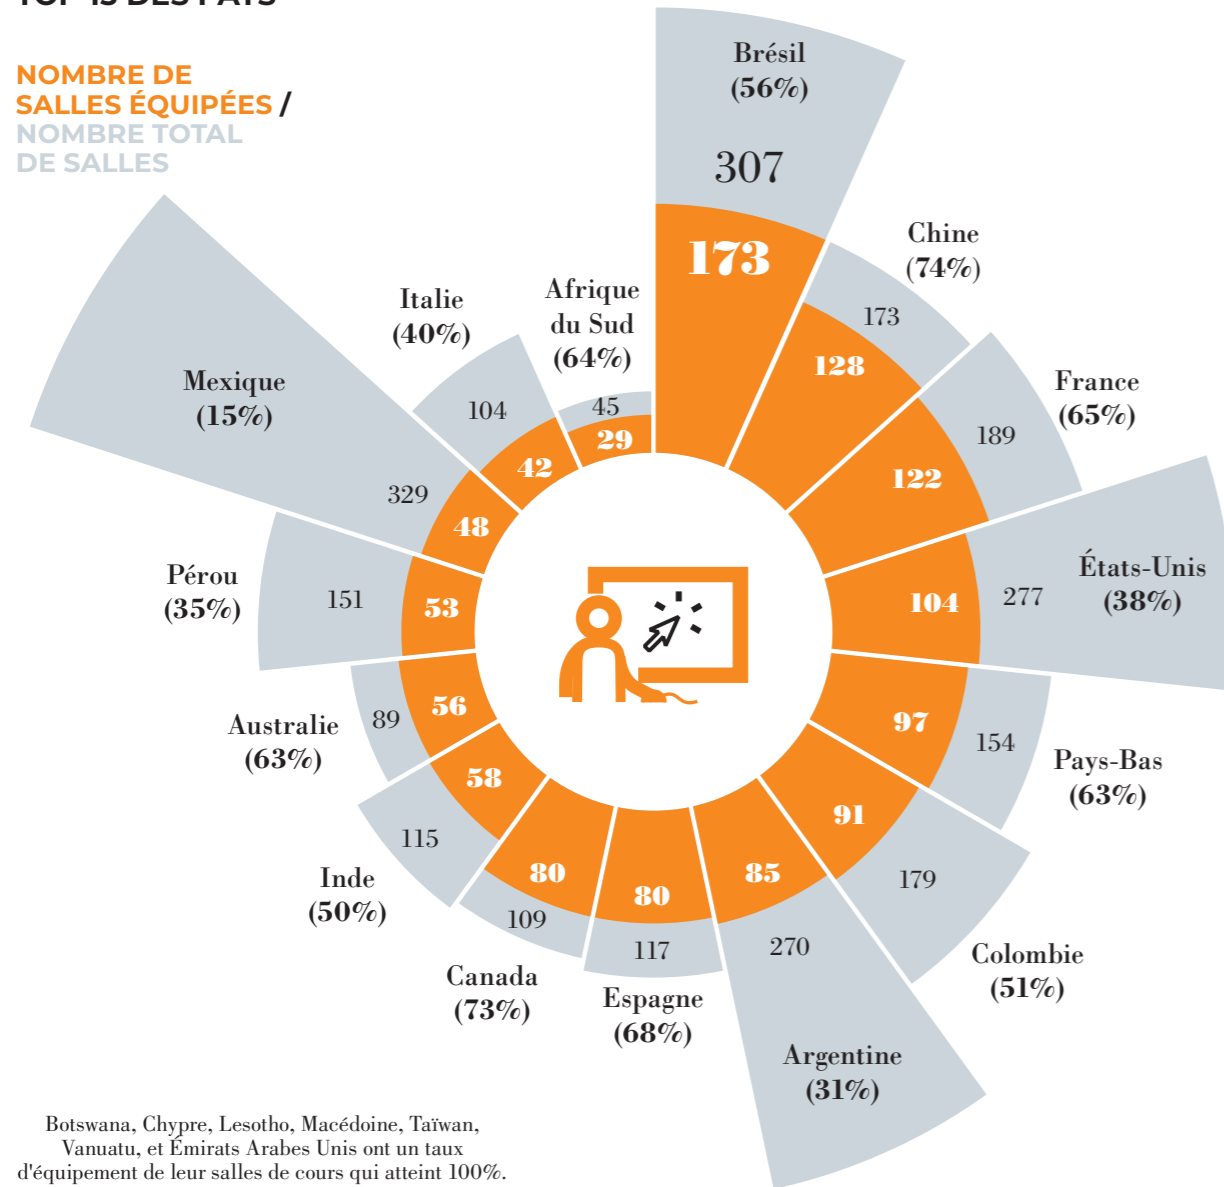 TOP 15 DES PAYS
NOMBRE DE
SALLES ÉQUIPÉES /
NOMBRE TOTAL
DE SALLES
Brésil
(56%)
307
173
Chine
(74%)
173
128
France
(65%)
189
122
États-Unis
(38%)
277
104
Pays-Bas
(63%)
154
97
Colombie
(51%)
179
91
Argentine
(31%)
270
85
Espagne
(68%)
117
80
Canada
(73%)
109
80
Inde
(50%)
115
58
Australie
(63%)
89
56
Pérou
(35%)
151
53
Mexique
(15%)
329
48
Italie
(40%)
104
42
Afrique
du Sud
(64%)
45
29
Botswana, Chypre, Lesotho, Macédoine, Taïwan,
Vanuatu, et Émirats Arabes Unis ont un taux
d'équipement de leur salles de cours qui atteint 100%.